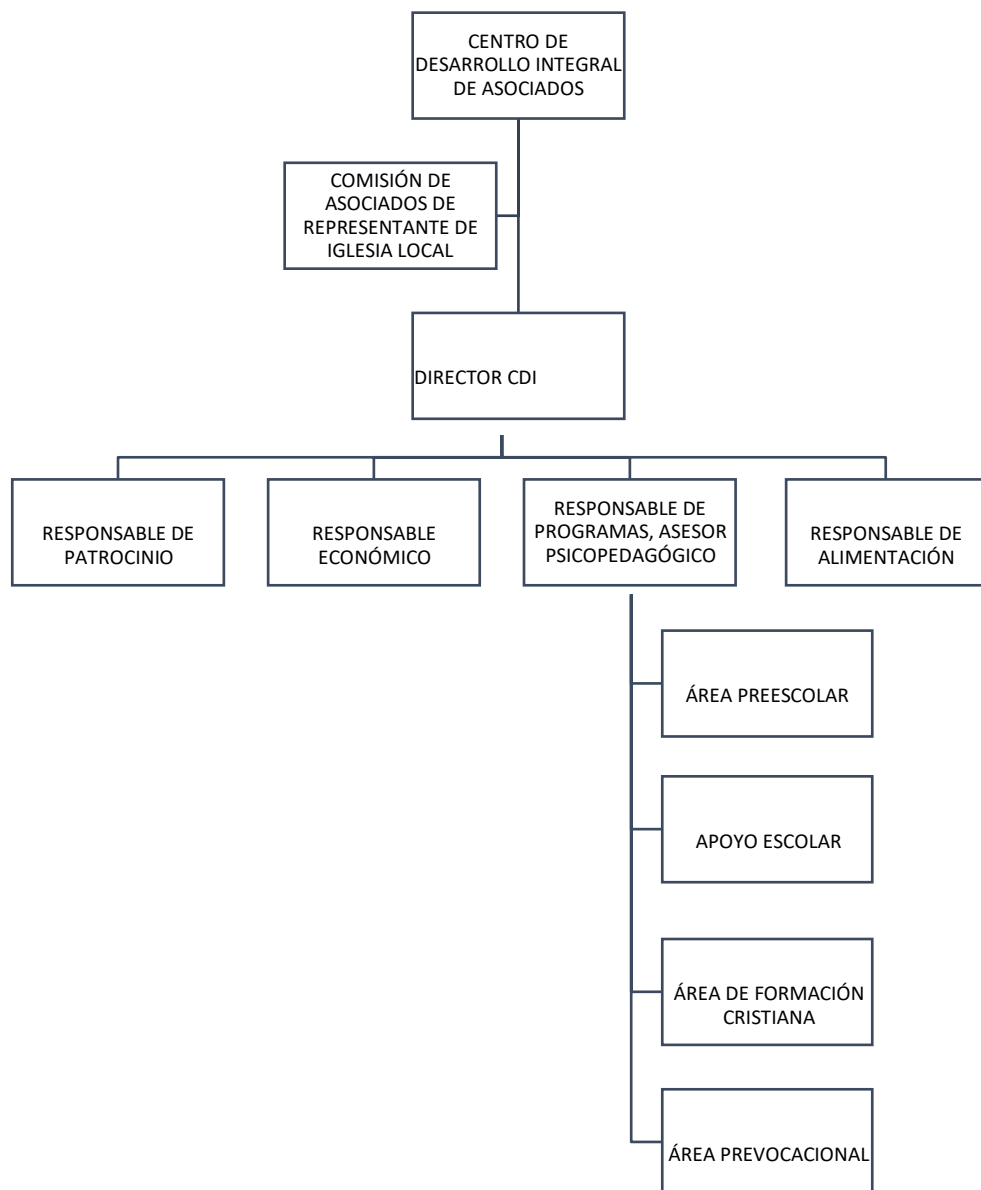 CENTRO DE
DESARROLLO INTEGRAL
DE ASOCIADOS
COMISIÓN DE
ASOCIADOS DE
REPRESENTANTE DE
IGLESIA LOCAL
DIRECTOR CDI
RESPONSABLE DE
PATROCINIO
RESPONSABLE
ECONÓMICO
RESPONSABLE DE
PROGRAMAS, ASESOR
PSICOPEDAGÓGICO
RESPONSABLE DE
ALIMENTACIÓN
ÁREA PREESCOLAR
APOYO ESCOLAR
ÁREA DE FORMACIÓN
CRISTIANA
ÁREA PREVOCACIONAL